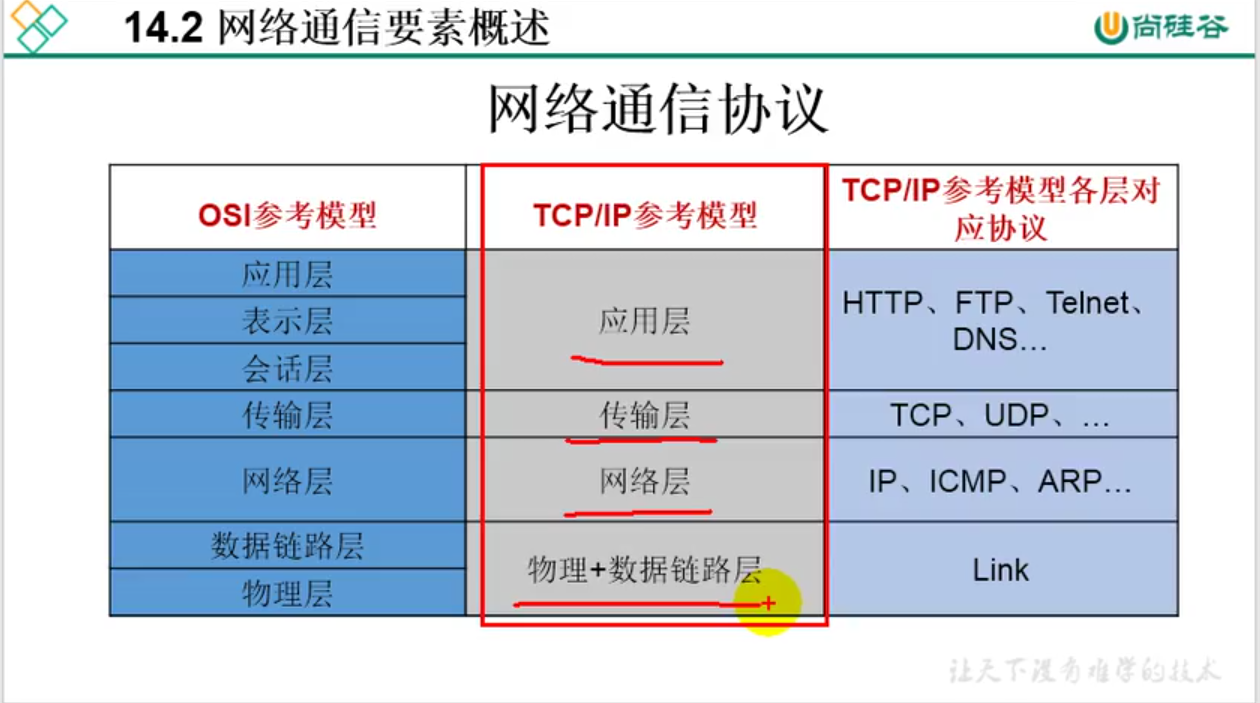 14.2 网络通信要素概述
尚硅谷
网络通信协议
OSI参考模型
TCP/IP参考模型
TCP/IP参考模型各层对
应协议
应用层
表示层
会话层
应用层
HTTP、FTP、Telnet、
DNS…
传输层
传输层
TCP、UDP、…
网络层
网络层
IP、ICMP、ARP…
数据链路层
物理层
物理+数据链路层
Link
让天下没有难学的技术